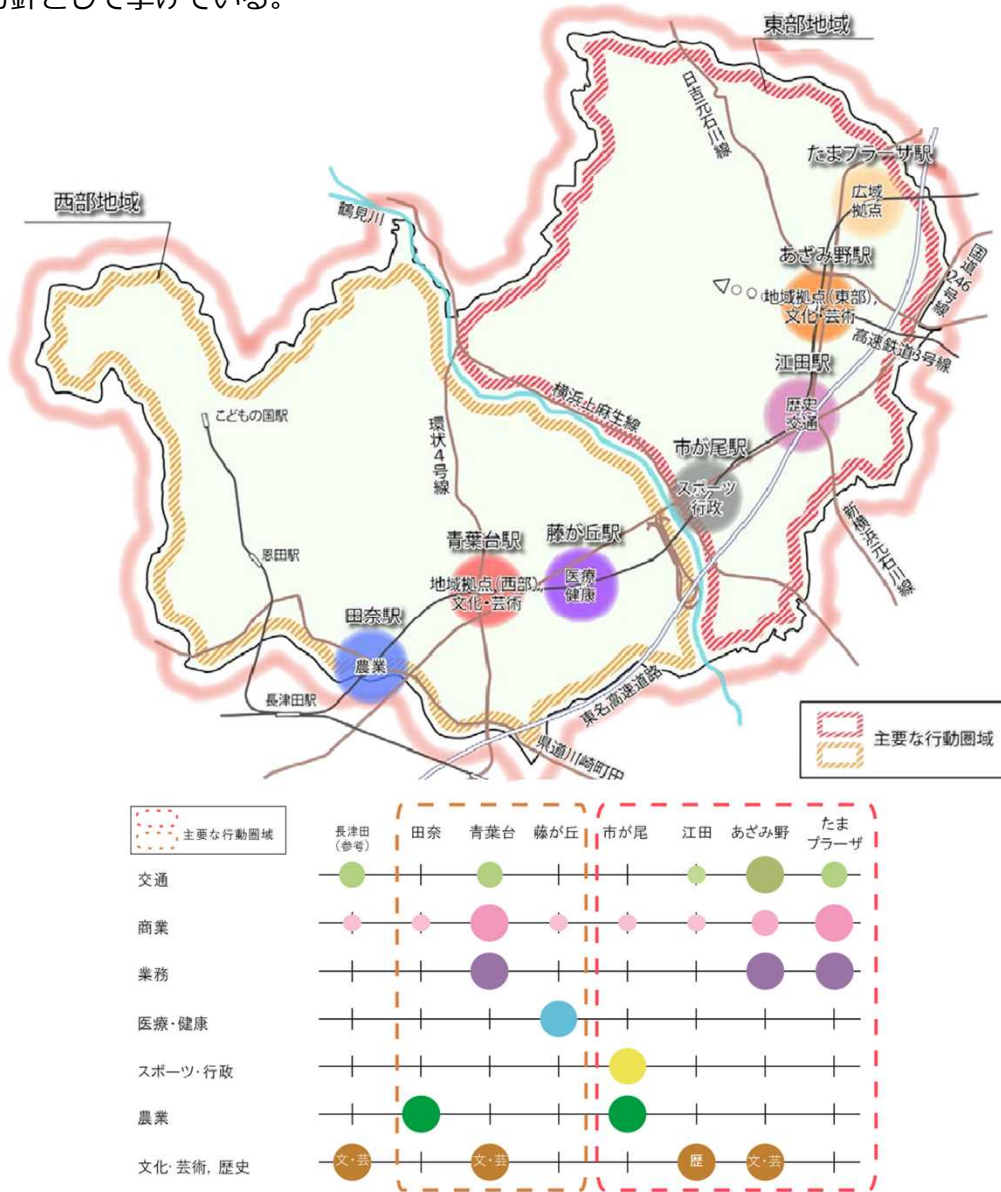 方針として挙げている。
東部地域
日吉元石川線
たまプラーザ駅
広域
拠点
西部地域
鶴見川
あざみ野駅
国道246号線
地域拠点(東部),
文化・芸術
高速鉄道3号線
江田駅
歴史
交通
横浜上麻生線
こどもの国駅
環状4号線
市が尾駅
スポーツ
行政
新横浜元石川線
恩田駅
青葉台駅
藤が丘駅
地域拠点(西部),
文化・芸術
医療
健康
田奈駅
農業
長津田駅
東名高速道路
県道川崎町田
主要な行動圏域
主要な行動圏域
長津田
(参考)
田奈
青葉台
藤が丘
市が尾
江田
あざみ野
たま
プラーザ
交通
商業
業務
医療・健康
スポーツ・行政
農業
文化・芸術, 歴史
文・芸
文・芸
歴
文・芸